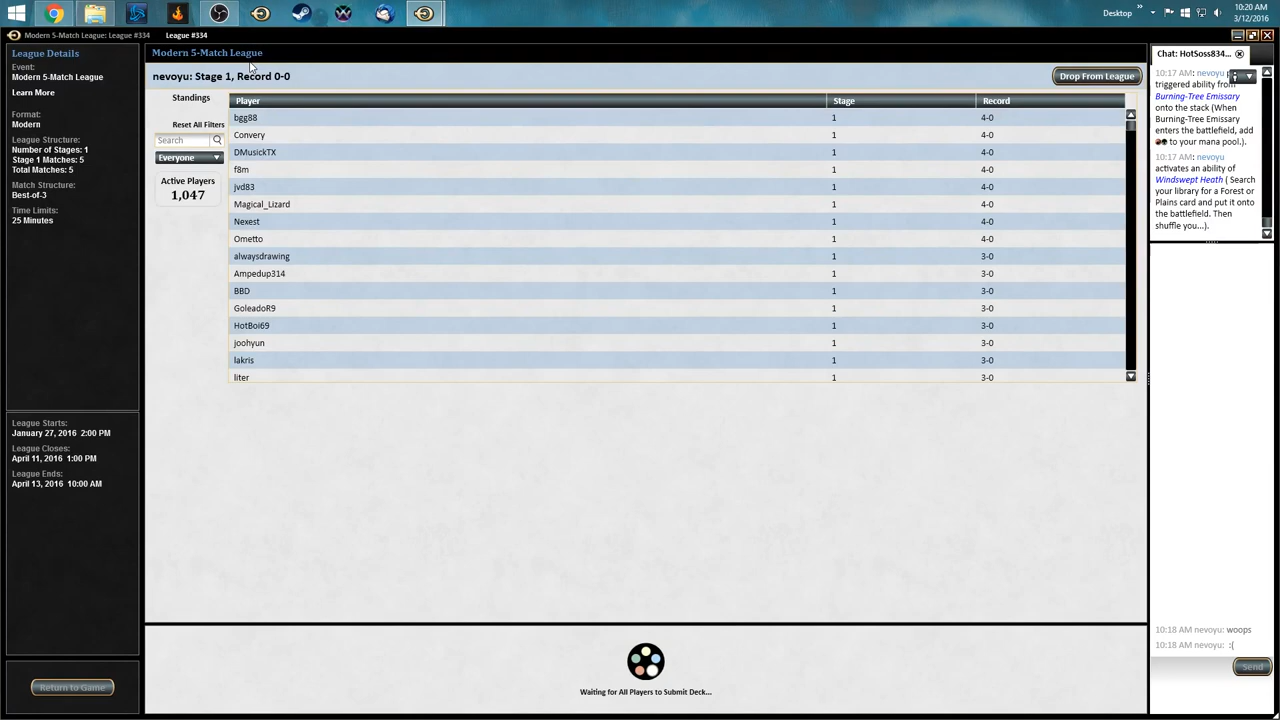 Desktop
»
10:20 AM
3/12/2016
Modern 5-Match League: League #334
League #334
League Details
Event:
Modern 5-Match League
Learn More
Format:
Modern
League Structure:
Number of Stages: 1
Stage 1 Matches: 5
Total Matches: 5
Match Structure:
Best-of-3
Time Limits:
25 Minutes
League Starts:
January 27, 2016 2:00 PM
League Closes:
April 11, 2016 1:00 PM
League Ends:
April 13, 2016 10:00 AM
Return to Game
Modern 5-Match League
nevoyu: Stage 1, Record 0-0
Drop From League
Standings
Reset All Filters
Search
Everyone
Active Players
1,047
Player Stage Record
bgg88 1 4-0
Convery 1 4-0
DMusickTX 1 4-0
f8m 1 4-0
jvd83 1 4-0
Magical_Lizard 1 4-0
Nexest 1 4-0
Ometto 1 4-0
alwaysdrawing 1 3-0
Ampedup314 1 3-0
BBD 1 3-0
GoleadoR9 1 3-0
HotBoi69 1 3-0
joohyun 1 3-0
lakris 1 3-0
liter 1 3-0
Waiting for All Players to Submit Deck...
Chat: HotSoss834...
10:17 AM: nevoyu
triggered ability from
Burning-Tree Emissary
onto the stack (When
Burning-Tree Emissary
enters the battlefield, add
to your mana pool.).
10:17 AM: nevoyu
activates an ability of
Windswept Heath ( Search
your library for a Forest or
Plains card and put it onto
the battlefield. Then
shuffle you...).
10:18 AM nevoyu: woops
10:18 AM nevoyu: :(
Send